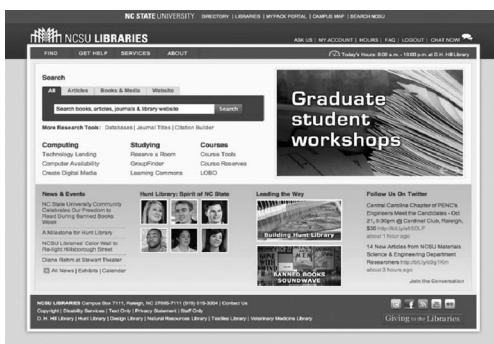 NC STATE UNIVERSITY DIRECTORY | LIBRARIES | MYPACK PORTAL | CAMPUS MAP | SEARCH NCSU
NCSU LIBRARIES
ASK US | MY ACCOUNT | HOURS | FAQ | LOGOUT | CHAT NOW!
FIND GET HELP SERVICES ABOUT
Today's Hours: 8:00 a.m. - 10:00 p.m. at D. H. Hill Library
Search
All Articles Books & Media Website
Search books, articles, journals & library website Search
More Research Tools: Databases | Journal Titles | Citation Builder
Graduate
student
workshops
Computing
Technology Lending
Computer Availability
Create Digital Media
Studying
Reserve a Room
GroupFinder
Learning Commons
Courses
Course Tools
Course Reserves
LOBO
News & Events
NC State University Community
Celebrates Our Freedom to
Read During Banned Books
Week
A Milestone for Hunt Library
NCSU Libraries' Color Wall to
Re-light Hillsborough Street
Diane Rehm at Stewart Theater
All News | Exhibits | Calendar
Hunt Library: Spirit of NC State
Leading the Way
Building Hunt Library
GONE
WITH
BANNED BOOKS
SOUNDWAVE
Follow Us On Twitter
Central Carolina Chapter of PENC's
Engineers Meet the Candidates - Oct
21, 5:30pm @ Cardinal Club, Raleigh,
$30
about 1 hour ago
14 New Articles from NCSU Materials
Science & Engineering Department
Researchers
about 3 hours ago
Join the Conversation
NCSU LIBRARIES Campus Box 7111, Raleigh, NC 27695-7111 (919) 515-3364 | Contact Us
Copyright | Disability Services | Text Only | Privacy Statement | Staff Only
D. H. Hill Library | Hunt Library | Design Library | Natural Resources Library | Textiles Library | Veterinary Medicine Library
Giving to the Libraries